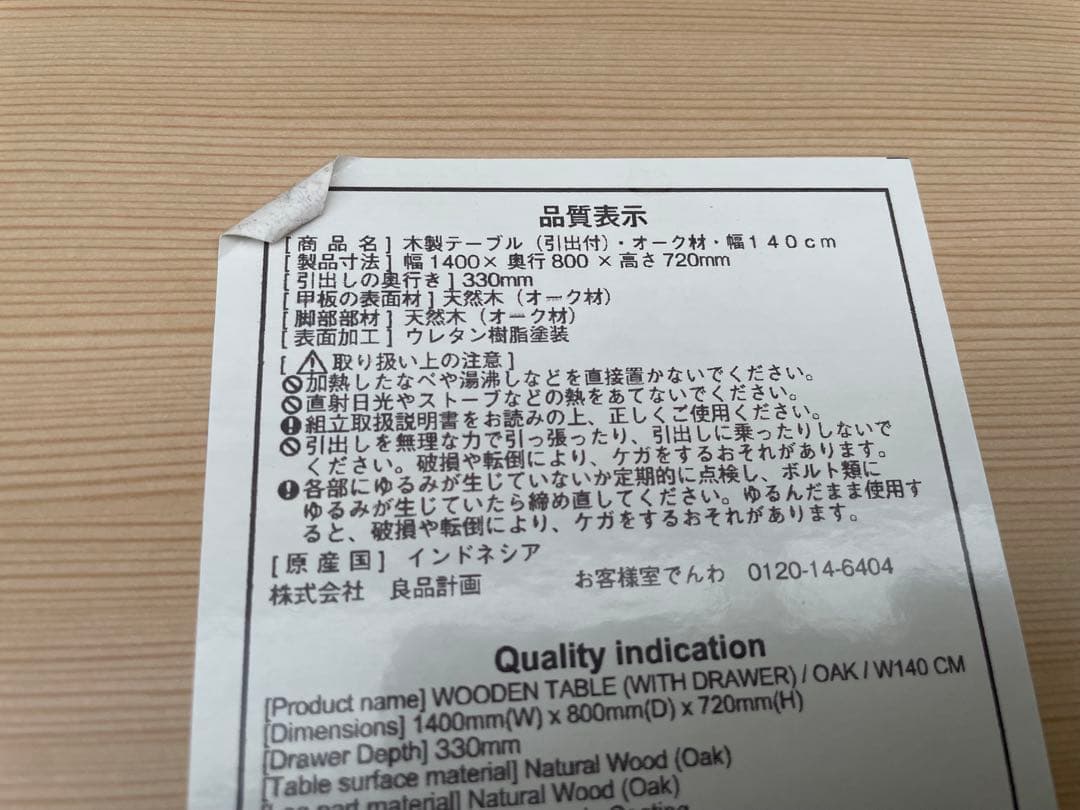 品質表示
[商品名] 木製テーブル（引出付）・オーク材・幅１４０ｃｍ
[製品寸法] 幅1400×奥行800×高さ720mm
[引出しの奥行き] 330mm
[甲板の表面材] 天然木（オーク材）
[脚部部材] 天然木（オーク材）
[表面加工] ウレタン樹脂塗装
[⚠取り扱い上の注意]
🚫加熱したなべや湯沸しなどを直接置かないでください。
🚫直射日光やストーブなどの熱をあてないでください。
❗組立取扱説明書をお読みの上、正しくご使用ください。
🚫引出しを無理な力で引っ張ったり、引出しに乗ったりしないで
ください。破損や転倒により、ケガをするおそれがあります。
❗各部にゆるみが生じていないか定期的に点検し、ボルト類に
ゆるみが生じていたら締め直してください。ゆるんだまま使用す
ると、破損や転倒により、ケガをするおそれがあります。
[原産国] インドネシア
株式会社 良品計画 お客様室でんわ 0120-14-6404
Quality indication
[Product name] WOODEN TABLE (WITH DRAWER) / OAK / W140 CM
[Dimensions] 1400mm(W) x 800mm(D) x 720mm(H)
[Drawer Depth] 330mm
[Table surface material] Natural Wood (Oak)
part material] Natural Wood (Oak)
Coating